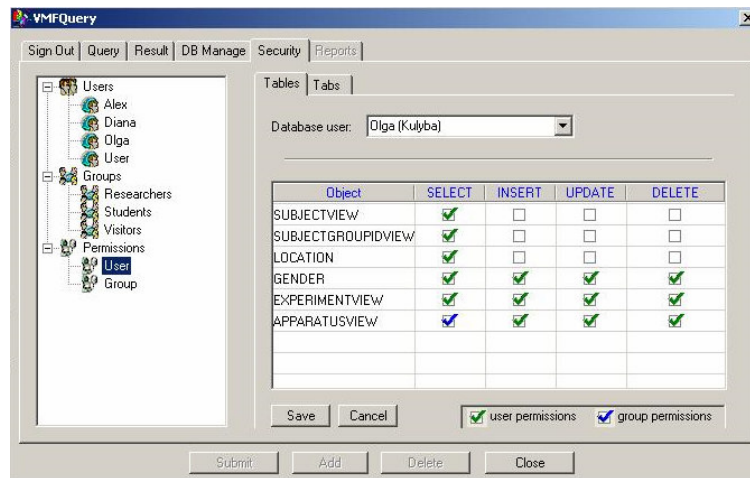 VMFQuery
Sign Out Query Result DB Manage Security Reports
Users
Alex
Diana
Olga
User
Groups
Researchers
Students
Visitors
Permissions
User
Group
Tables Tabs
Database user: Olga (Kulyba)
Object SELECT INSERT UPDATE DELETE
SUBJECTVIEW
SUBJECTGROUPIDVIEW
LOCATION
GENDER
EXPERIMENTVIEW
APPARATUSVIEW
Save Cancel user permissions group permissions
Submit Add Delete Close